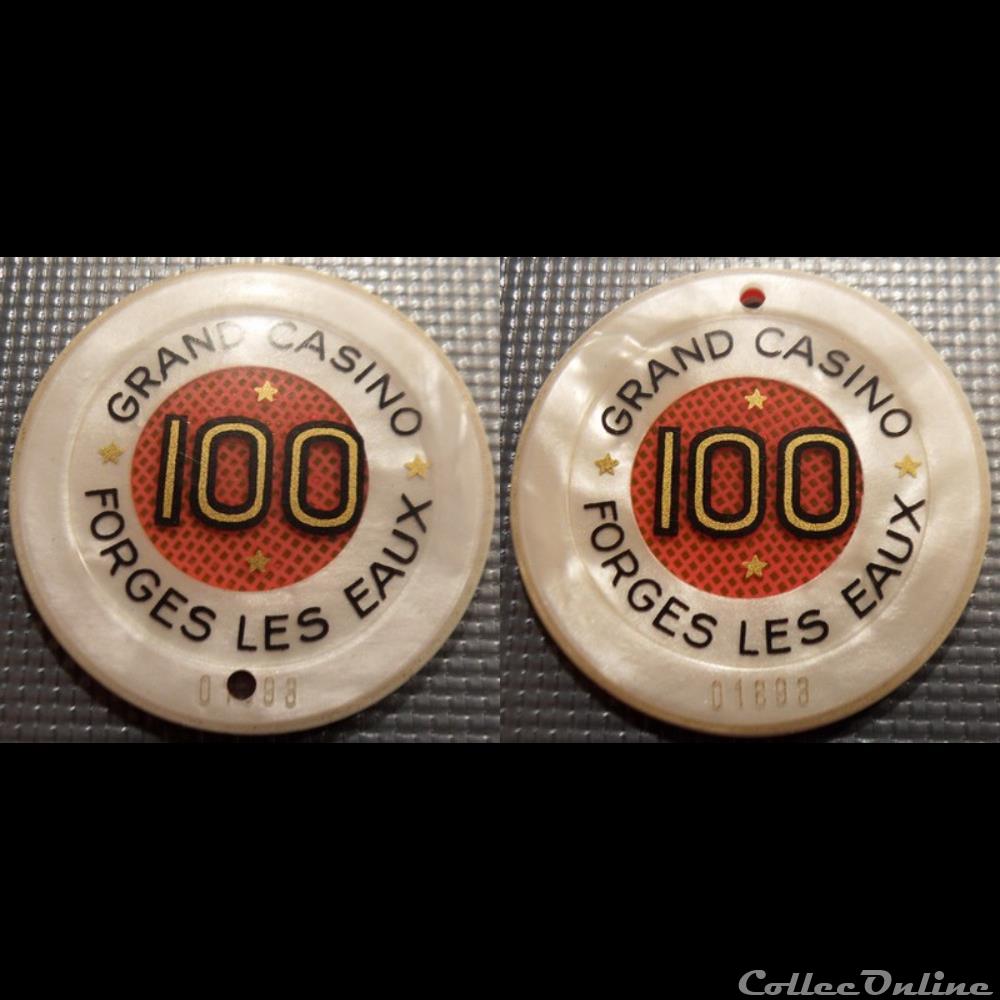 GRAND CASINO
100
FORGES LES EAUX
GRAND CASINO
100
FORGES LES EAUX
CollecOnline